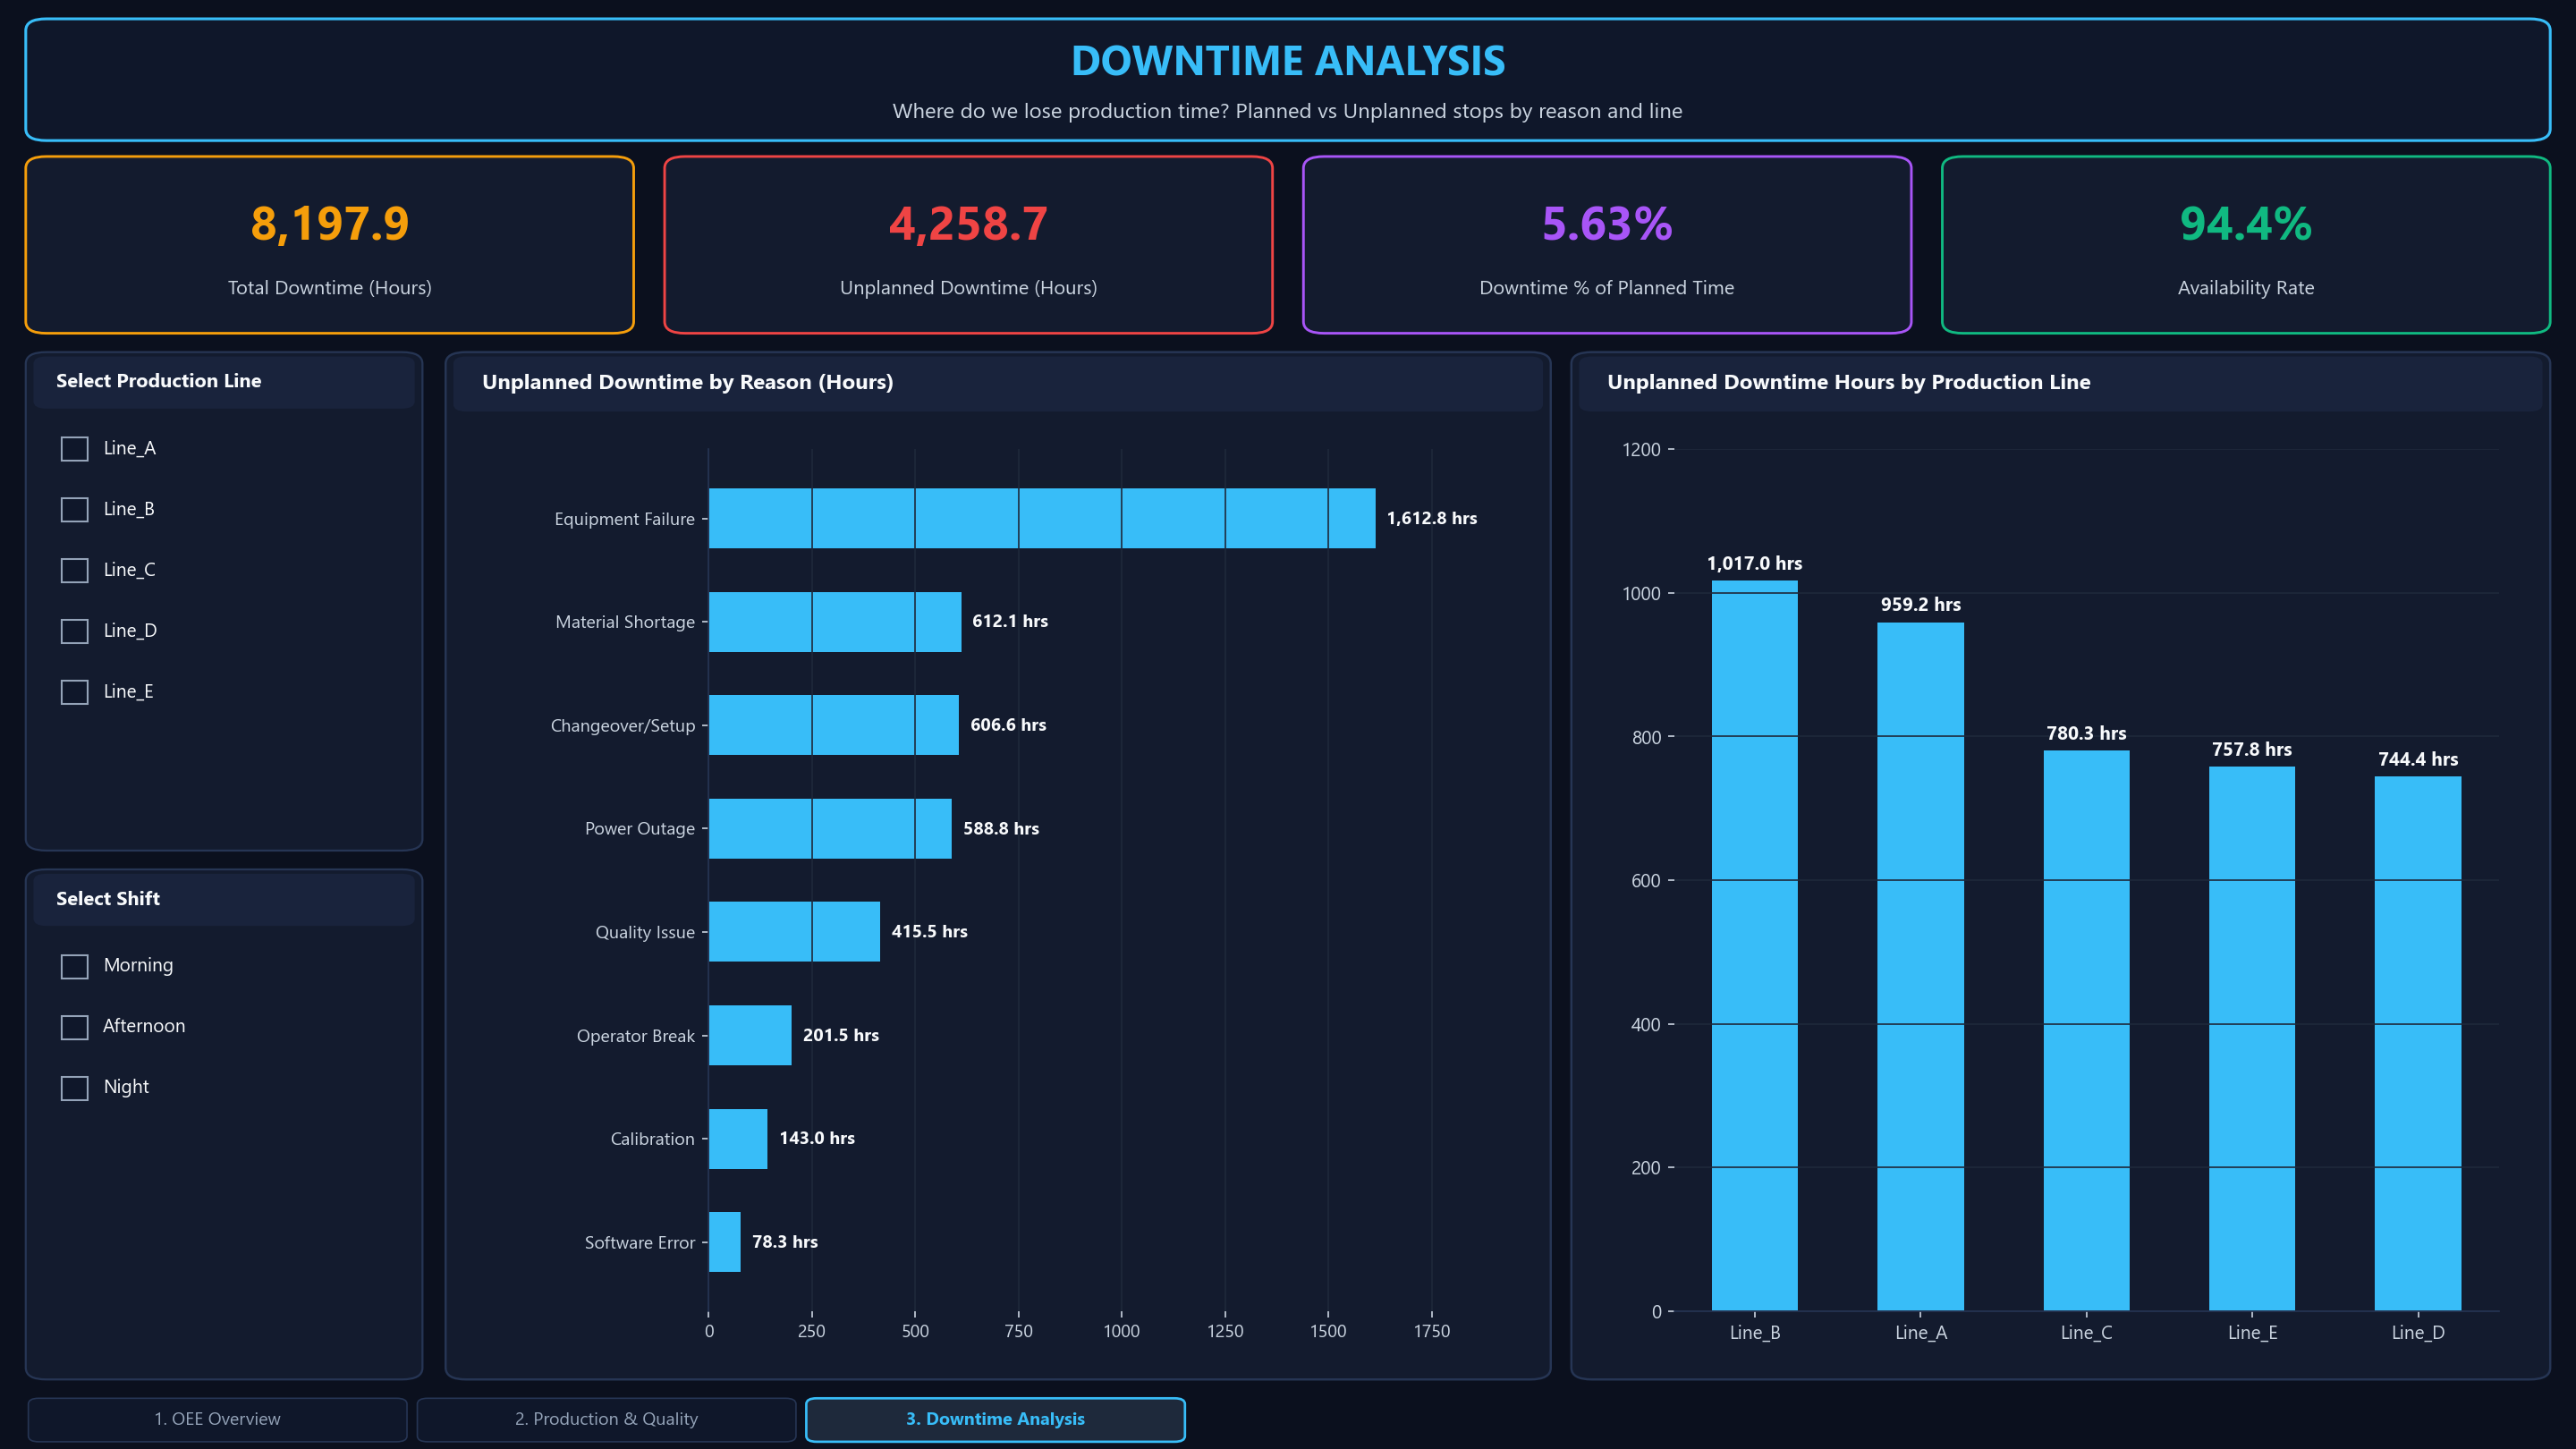 DOWNTIME ANALYSIS
Where do we lose production time? Planned vs Unplanned stops by reason and line
8,197.9
Total Downtime (Hours)
4,258.7
Unplanned Downtime (Hours)
5.63%
Downtime % of Planned Time
94.4%
Availability Rate
Select Production Line
Line_A
Line_B
Line_C
Line_D
Line_E
Select Shift
Morning
Afternoon
Night
Unplanned Downtime by Reason (Hours)
Equipment Failure
1,612.8 hrs
Material Shortage
612.1 hrs
Changeover/Setup
606.6 hrs
Power Outage
588.8 hrs
Quality Issue
415.5 hrs
Operator Break
201.5 hrs
Calibration
143.0 hrs
Software Error
78.3 hrs
0 250 500 750 1000 1250 1500 1750
Unplanned Downtime Hours by Production Line
1200
1000
800
600
400
200
0
1,017.0 hrs
959.2 hrs
780.3 hrs
757.8 hrs
744.4 hrs
Line_B Line_A Line_C Line_E Line_D
1. OEE Overview
2. Production & Quality
3. Downtime Analysis